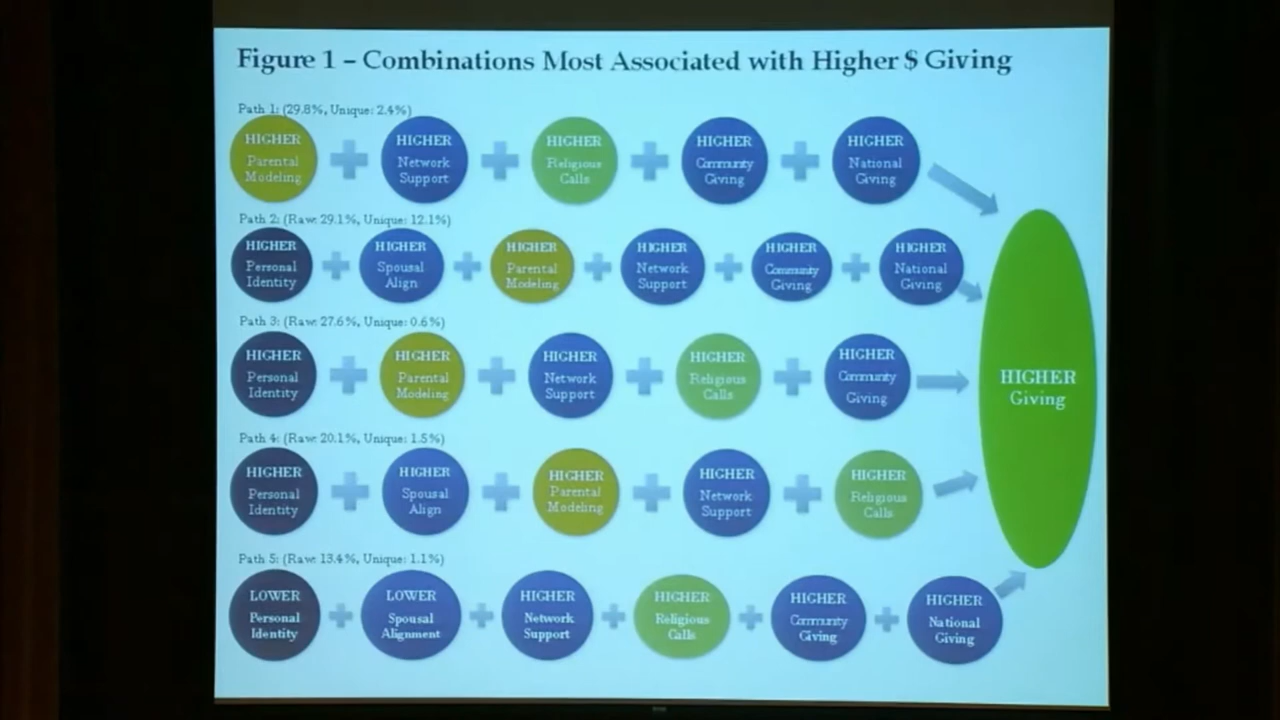 Figure 1 – Combinations Most Associated with Higher $ Giving
Path 1: (29.8%, Unique: 2.4%)
HIGHER
Parental
Modeling
HIGHER
Network
Support
HIGHER
Religious
Calls
HIGHER
Community
Giving
HIGHER
National
Giving
Path 2: (Raw: 29.1%, Unique: 12.1%)
HIGHER
Personal
Identity
HIGHER
Spousal
Align
HIGHER
Parental
Modeling
HIGHER
Network
Support
HIGHER
Community
Giving
HIGHER
National
Giving
Path 3: (Raw: 27.6%, Unique: 0.6%)
HIGHER
Personal
Identity
HIGHER
Parental
Modeling
HIGHER
Network
Support
HIGHER
Religious
Calls
HIGHER
Community
Giving
HIGHER
Giving
Path 4: (Raw: 20.1%, Unique: 1.5%)
HIGHER
Personal
Identity
HIGHER
Spousal
Align
HIGHER
Parental
Modeling
HIGHER
Network
Support
HIGHER
Religious
Calls
Path 5: (Raw: 13.4%, Unique: 1.1%)
LOWER
Personal
Identity
LOWER
Spousal
Alignment
HIGHER
Network
Support
HIGHER
Religious
Calls
HIGHER
Community
Giving
HIGHER
National
Giving